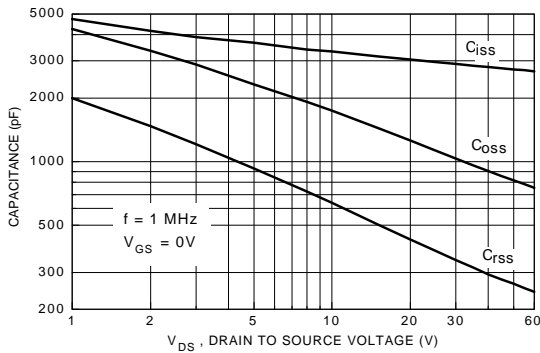 5000
3000
2000
1000
500
300
200
CAPACITANCE (pF)
Ciss
Coss
Crss
f = 1 MHz
VGS = 0V
1
2
3
5
10
20
30
60
VDS , DRAIN TO SOURCE VOLTAGE (V)